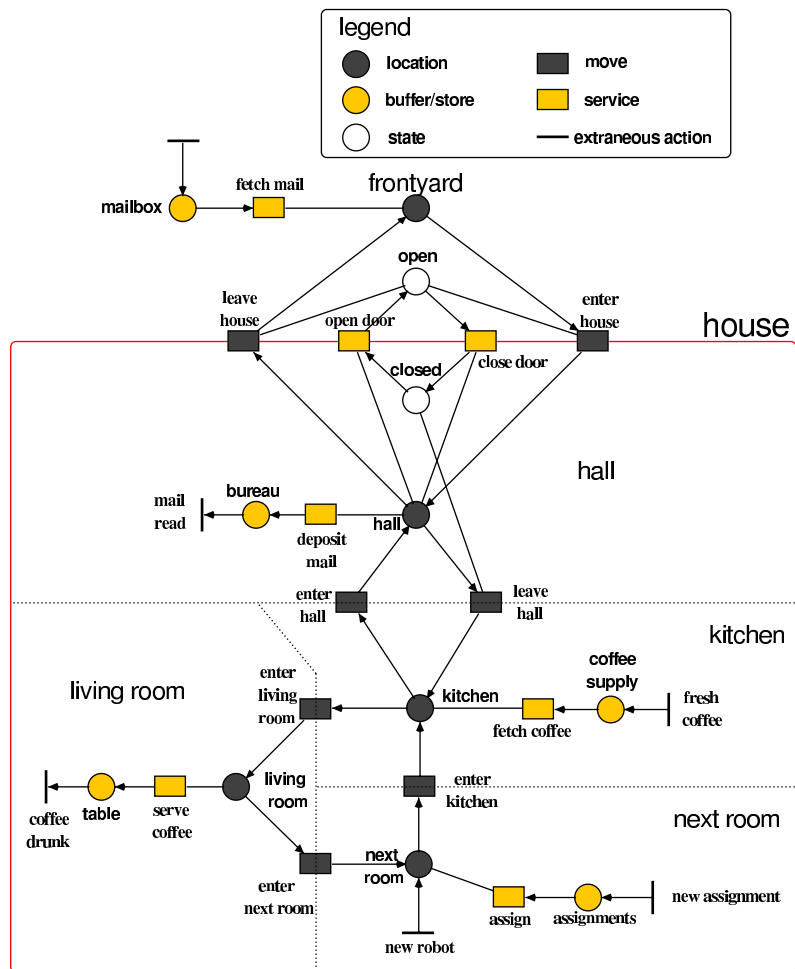 legend
location
move
buffer/store
service
state
extraneous action
fetch mail
frontyard
mailbox
open
leave
house
enter
house
open door
house
closed
close door
hall
mail
read
bureau
hall
deposit
mail
enter
hall
leave
hall
kitchen
coffee
supply
living room
enter
living
room
kitchen
fresh
coffee
fetch coffee
living
room
enter
kitchen
coffee
drunk
table
serve
coffee
next room
next
room
enter
next room
new assignment
assign
assignments
new robot